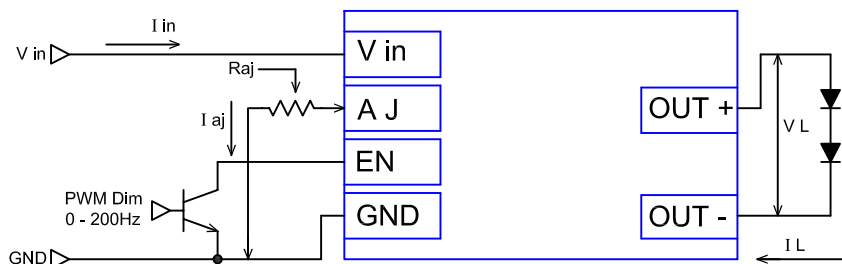 I in
V in
V in
Raj
A J
OUT +
I aj
V L
EN
PWM Dim
0 - 200Hz
GND
OUT -
GND
I L